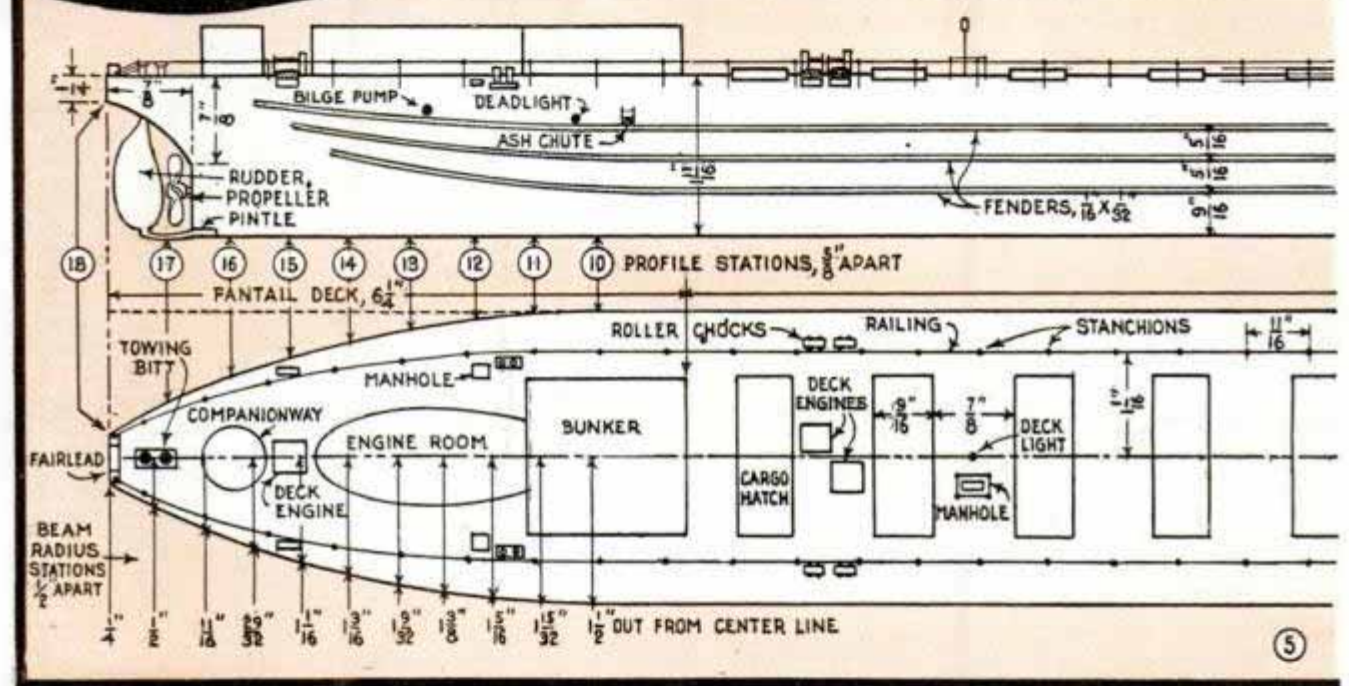 1/4"
7/8"
7/8"
BILGE PUMP
DEADLIGHT
ASH CHUTE
1 11/16"
5/16"
5/16"
9/16"
RUDDER,
PROPELLER
PINTLE
FENDERS, 1/16" X 1/32"
18 17 16 15 14 13 12 11 10 PROFILE STATIONS, 5/8" APART
FANTAIL DECK, 6 1/4"
TOWING
BITT
ROLLER CHOCKS
RAILING
STANCHIONS
11/16"
MANHOLE
COMPANIONWAY
DECK
ENGINES
9/16"
7/8"
1 1/16"
ENGINE ROOM
BUNKER
DECK
LIGHT
FAIRLEAD
DECK
ENGINE
CARGO
HATCH
MANHOLE
BEAM
RADIUS
STATIONS
1/2" APART
1/4" 1/2" 11/16" 29/32" 1 1/16" 1 3/16" 1 9/32" 1 3/8" 1 5/16" 1 15/32" 1 1/2" OUT FROM CENTER LINE
5